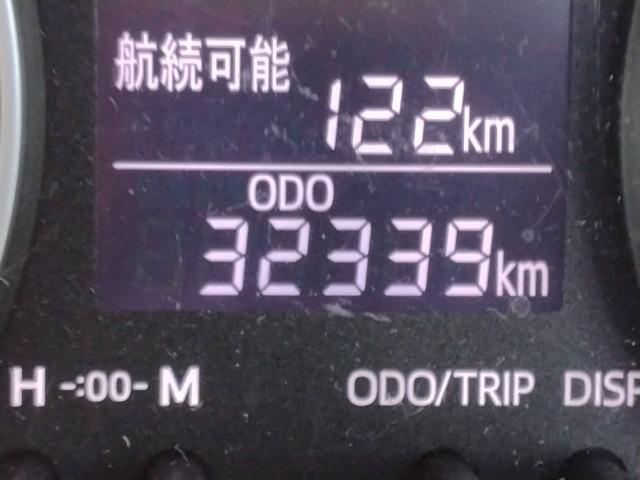 航続可能
122km
ODO
32339km
H -:00- M ODO/TRIP DISP